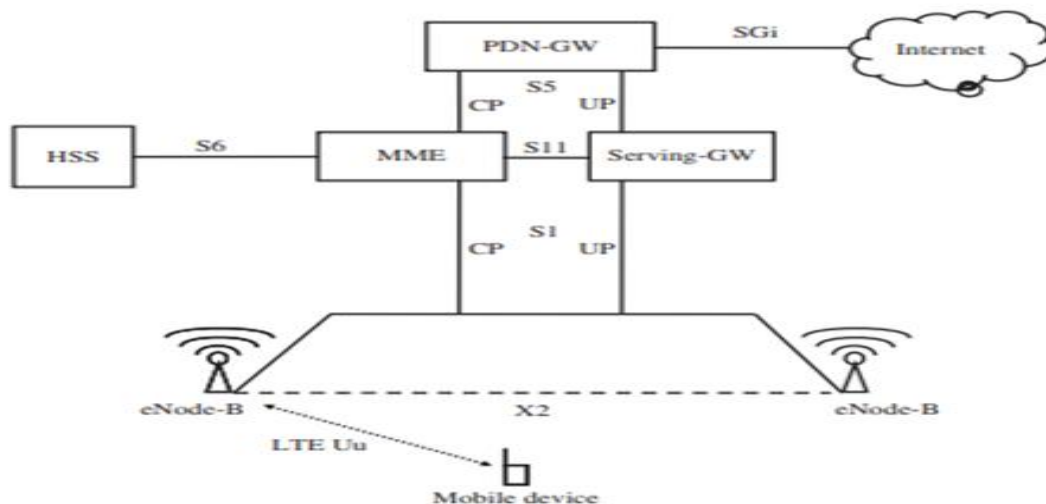 PDN-GW
SGi
Internet
S5
CP
UP
HSS
S6
MME
S11
Serving-GW
S1
CP
UP
eNode-B
X2
eNode-B
LTE Uu
Mobile device